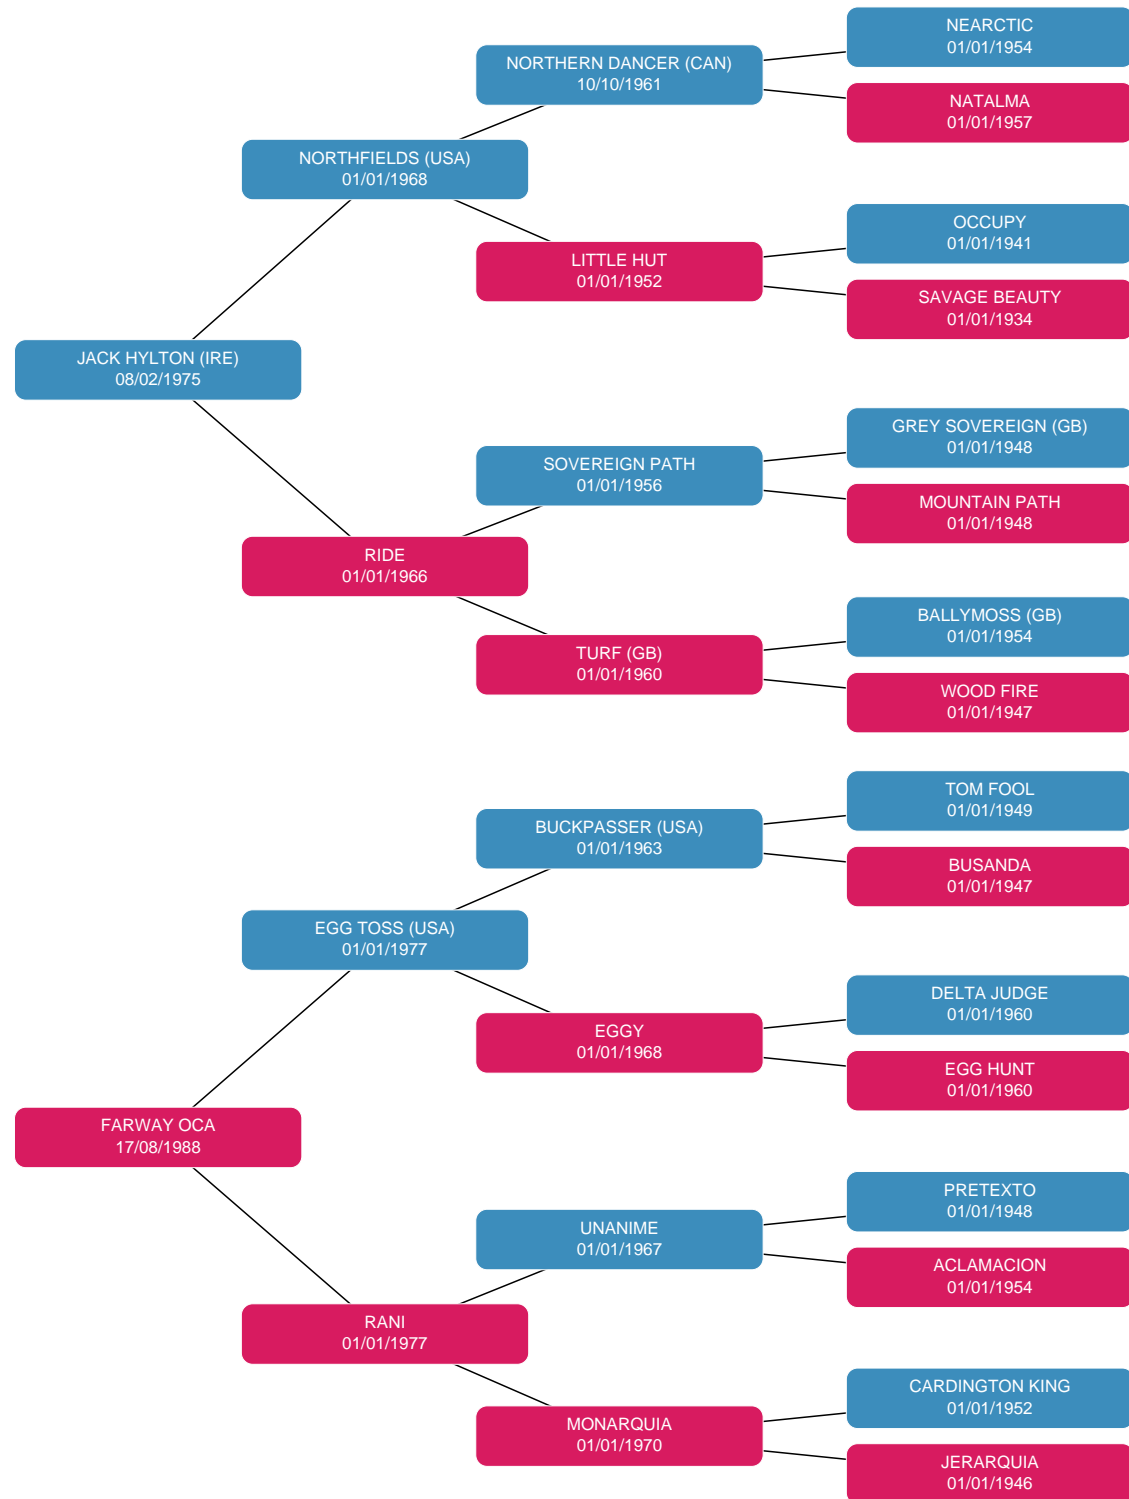 NEARCTIC
01/01/1954
NORTHERN DANCER (CAN)
10/10/1961
NATALMA
01/01/1957
NORTHFIELDS (USA)
01/01/1968
OCCUPY
01/01/1941
LITTLE HUT
01/01/1952
SAVAGE BEAUTY
01/01/1934
JACK HYLTON (IRE)
08/02/1975
GREY SOVEREIGN (GB)
01/01/1948
SOVEREIGN PATH
01/01/1956
MOUNTAIN PATH
01/01/1948
RIDE
01/01/1966
BALLYMOSS (GB)
01/01/1954
TURF (GB)
01/01/1960
WOOD FIRE
01/01/1947
TOM FOOL
01/01/1949
BUCKPASSER (USA)
01/01/1963
BUSANDA
01/01/1947
EGG TOSS (USA)
01/01/1977
DELTA JUDGE
01/01/1960
EGGY
01/01/1968
EGG HUNT
01/01/1960
FARWAY OCA
17/08/1988
PRETEXTO
01/01/1948
UNANIME
01/01/1967
ACLAMACION
01/01/1954
RANI
01/01/1977
CARDINGTON KING
01/01/1952
MONARQUIA
01/01/1970
JERARQUIA
01/01/1946